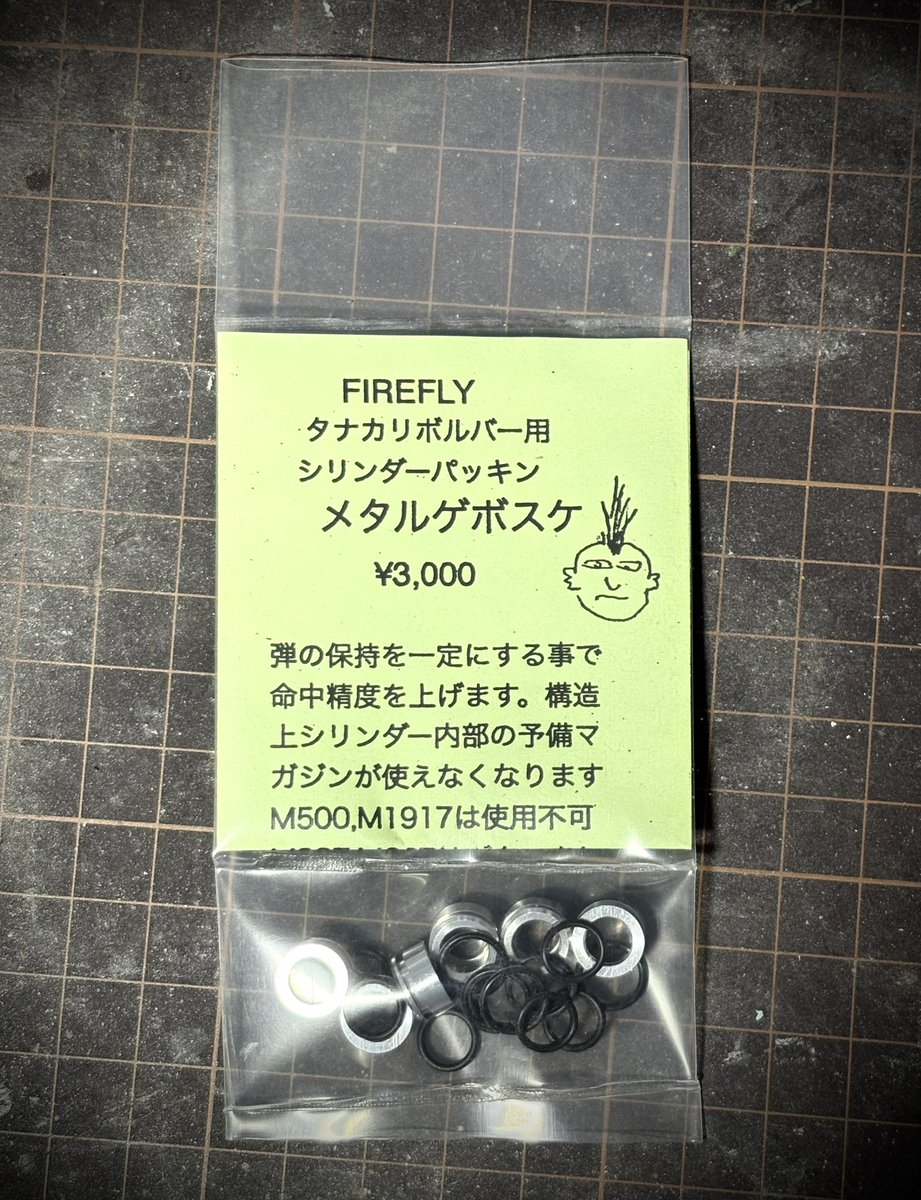 FIREFLY
タナカリボルバー用
シリンダーパッキン
メタルゲボスケ
¥3,000
弾の保持を一定にする事で
命中精度を上げます。構造
上シリンダー内部の予備マ
ガジンが使えなくなります
M500,M1917は使用不可